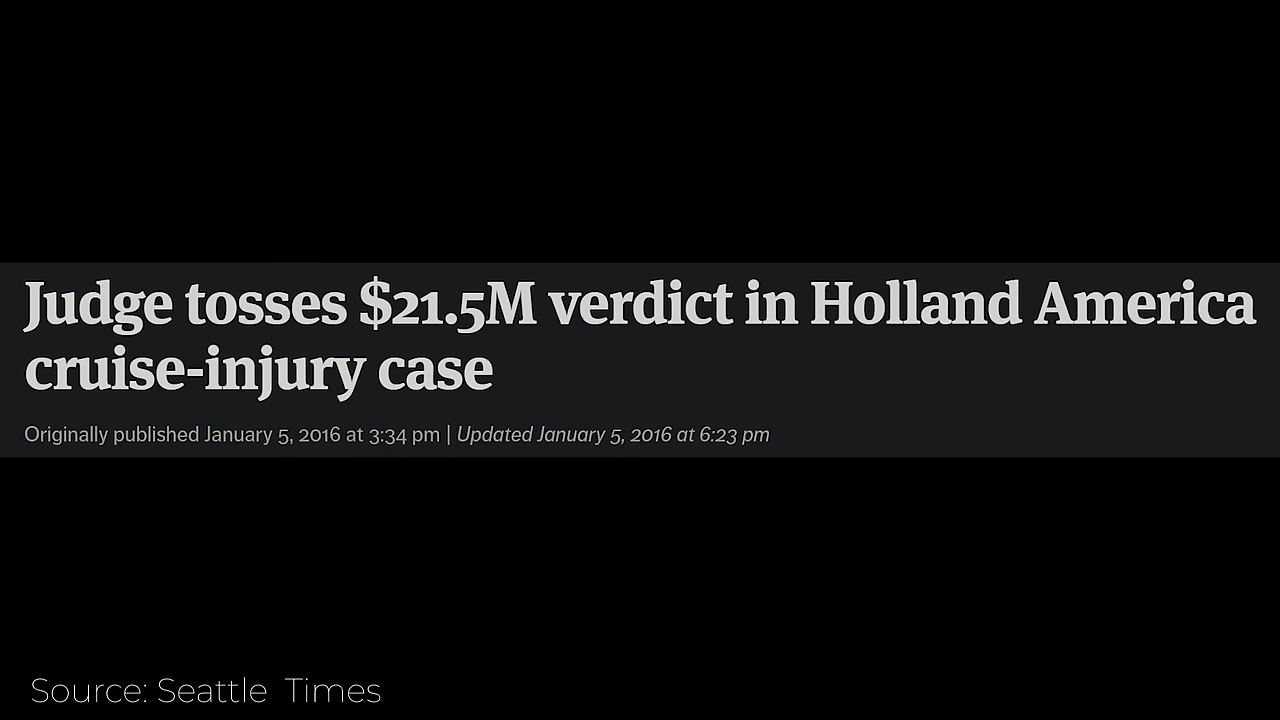 Judge tosses $21.5M verdict in Holland America
cruise-injury case
Originally published January 5, 2016 at 3:34 pm | Updated January 5, 2016 at 6:23 pm
Source: Seattle Times